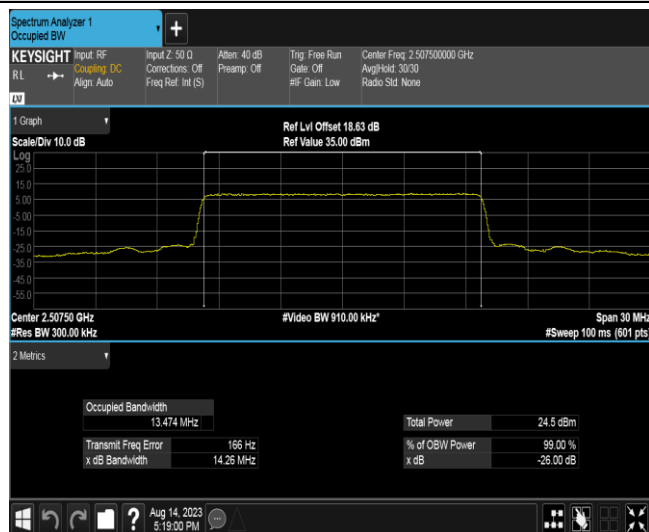 Spectrum Analyzer 1
Occupied BW
+
KEYSIGHT Input: RF Input Z: 50 Ω Atten: 40 dB Trig: Free Run Center Freq: 2.507500000 GHz
RL Coupling: DC Corrections: Off Preamp: Off Gate: Off Avg|Hold: 30/30
Align: Auto Freq Ref: Int (S) #IF Gain: Low Radio Std: None
LXI
1 Graph
Ref Lvl Offset 18.63 dB
Scale/Div 10.0 dB Ref Value 35.00 dBm
Log
25.0
15.0
5.00
-5.00
-15.0
-25.0
-35.0
-45.0
-55.0
Center 2.50750 GHz #Video BW 910.00 kHz* Span 30 MHz
#Res BW 300.00 kHz #Sweep 100 ms (601 pts)
2 Metrics
Occupied Bandwidth
13.474 MHz Total Power 24.5 dBm
Transmit Freq Error 166 Hz % of OBW Power 99.00 %
x dB Bandwidth 14.26 MHz x dB -26.00 dB
? Aug 14, 2023
5:19:00 PM